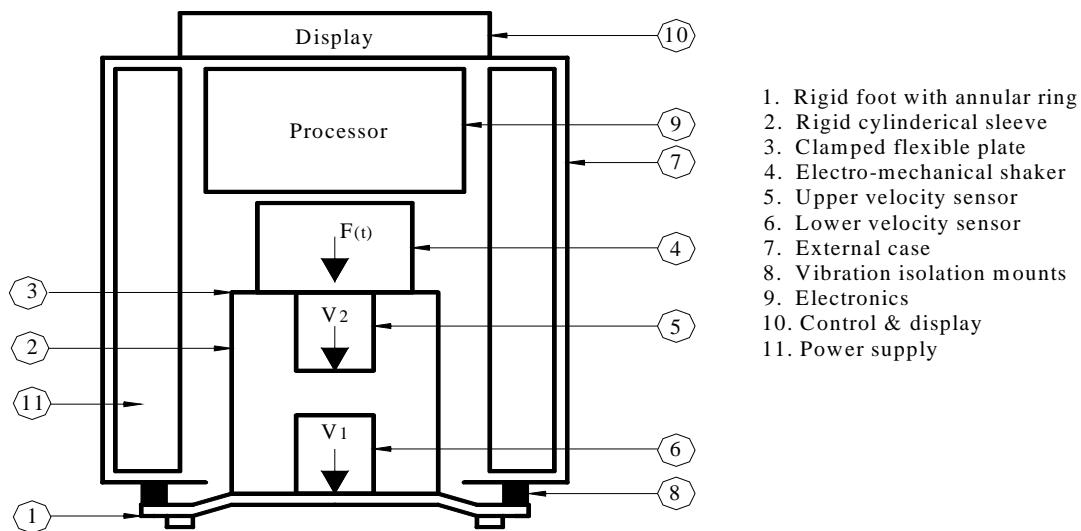 Display
10
Processor
9
7
F(t)
4
3
V2
5
2
11
V1
6
8
1
1. Rigid foot with annular ring
2. Rigid cylinderical sleeve
3. Clamped flexible plate
4. Electro-mechanical shaker
5. Upper velocity sensor
6. Lower velocity sensor
7. External case
8. Vibration isolation mounts
9. Electronics
10. Control & display
11. Power supply